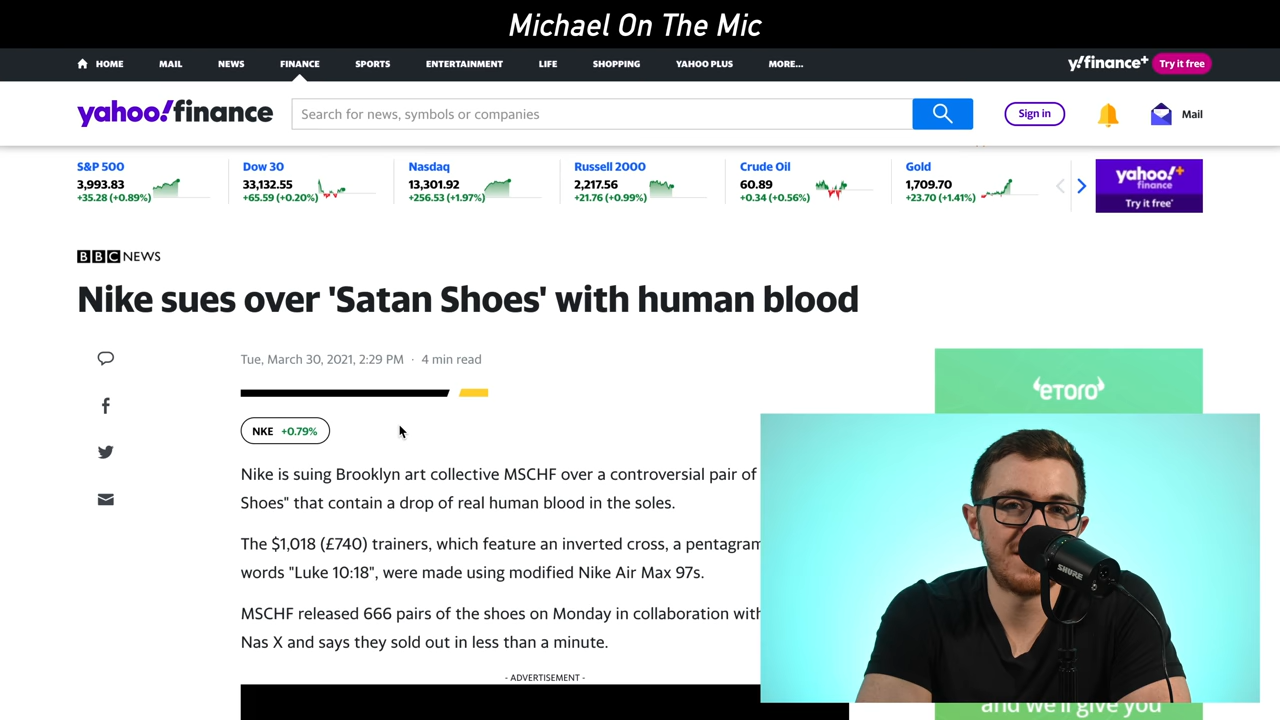 Michael On The Mic
HOME MAIL NEWS FINANCE SPORTS ENTERTAINMENT LIFE SHOPPING YAHOO PLUS MORE... y!finance+ Try it free
yahoo!finance Search for news, symbols or companies Sign in Mail
S&P 500 Dow 30 Nasdaq Russell 2000 Crude Oil Gold
3,993.83 33,132.55 13,301.92 2,217.56 60.89 1,709.70
+35.28 (+0.89%) +65.59 (+0.20%) +256.53 (+1.97%) +21.76 (+0.99%) +0.34 (+0.56%) +23.70 (+1.41%)
yahoo!+
finance
Try it free*
BBC NEWS
Nike sues over 'Satan Shoes' with human blood
Tue, March 30, 2021, 2:29 PM · 4 min read
NKE +0.79%
eToro
Nike is suing Brooklyn art collective MSCHF over a controversial pair of
Shoes" that contain a drop of real human blood in the soles.
The $1,018 (£740) trainers, which feature an inverted cross, a pentagram
words "Luke 10:18", were made using modified Nike Air Max 97s.
MSCHF released 666 pairs of the shoes on Monday in collaboration with
Nas X and says they sold out in less than a minute.
- ADVERTISEMENT -
SHURE
and we'll give you